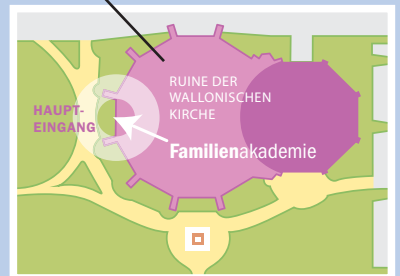 RUINE DER
WALLONISCHEN
KIRCHE
HAUPT-
EINGANG
Familienakademie